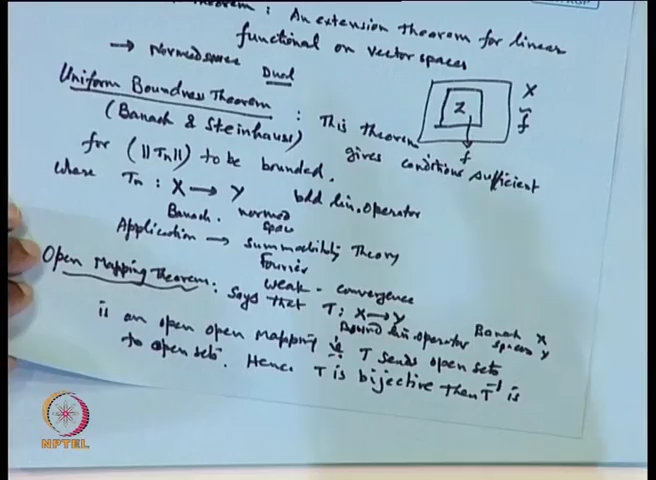 Theorem : An extension theorem for linear
functional on vector spaces
→ Normed space Dual
Uniform Boundness Theorem : This theorem
(Banach & Steinhauss) gives conditions sufficient
for (||Tn||) to be bounded.
where Tn : X → Y bdd lin. operator
Banach. normed space
Application → Summability Theory
Fourier
weak - convergence
Open Mapping Theorem : Says that T : X → Y
Bound lin. operator Banach spaces X Y
is an open open mapping ie T sends open sets
to open sets. Hence T is bijective then T⁻¹ is
X
Z
f̃
f
NPTEL